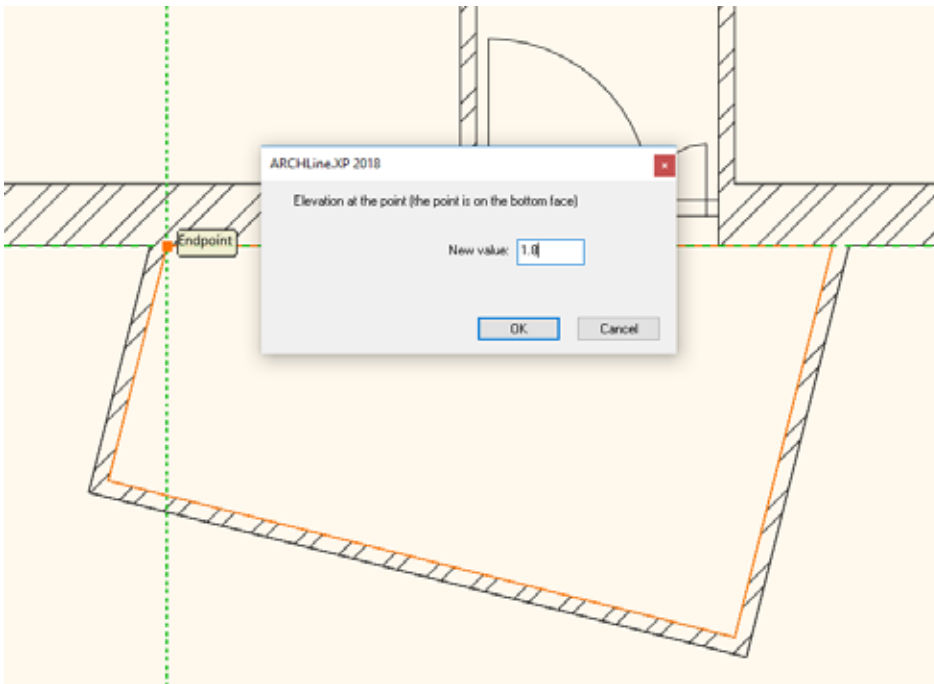 ARCHLine.XP 2018
Elevation at the point (the point is on the bottom face)
Endpoint
New value: 1.8
OK Cancel